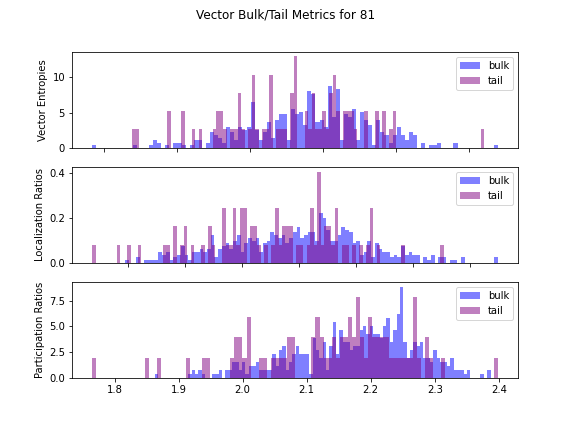 Vector Bulk/Tail Metrics for 81
Vector Entropies
10
5
0
bulk
tail
Localization Ratios
0.4
0.2
0.0
bulk
tail
Participation Ratios
7.5
5.0
2.5
0.0
bulk
tail
1.8 1.9 2.0 2.1 2.2 2.3 2.4